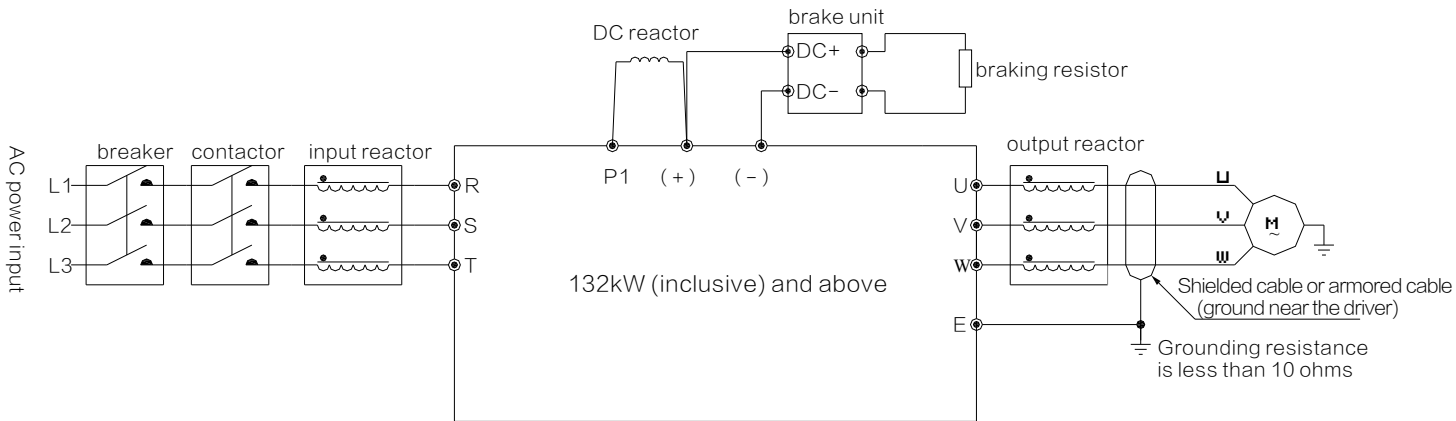 brake unit
DC reactor
DC+
braking resistor
DC-
AC power input
breaker
contactor
input reactor
output reactor
P1
(+)
(-)
L1
R
U
U
L2
S
V
V
M
~
L3
T
W
W
132kW (inclusive) and above
Shielded cable or armored cable
(ground near the driver)
E
Grounding resistance
is less than 10 ohms